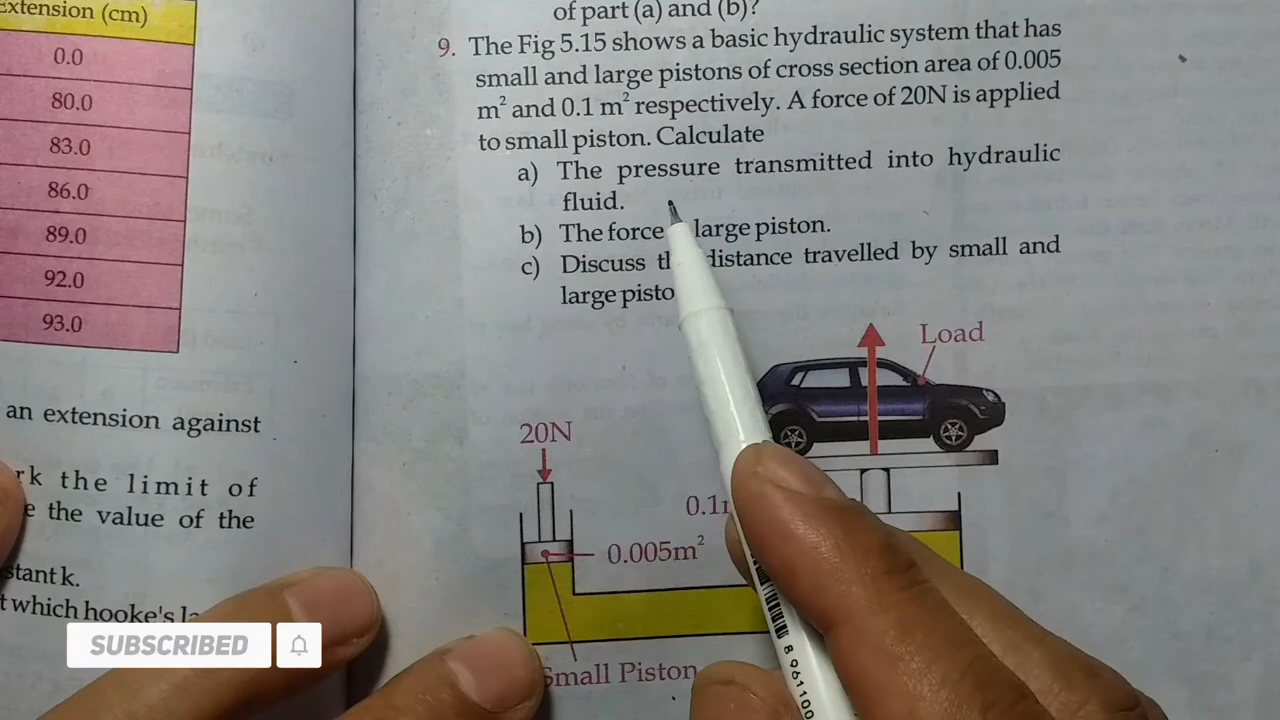 Extension (cm)
0.0
80.0
83.0
86.0
89.0
92.0
93.0
an extension against
the limit of
the value of the
k.
which hooke's
of part (a) and (b)?
9. The Fig 5.15 shows a basic hydraulic system that has
small and large pistons of cross section area of 0.005
m² and 0.1 m² respectively. A force of 20N is applied
to small piston. Calculate
a) The pressure transmitted into hydraulic
fluid.
b) The force large piston.
c) Discuss distance travelled by small and
large
Load
20N
0.005m²
Small Piston
SUBSCRIBED
8 961100